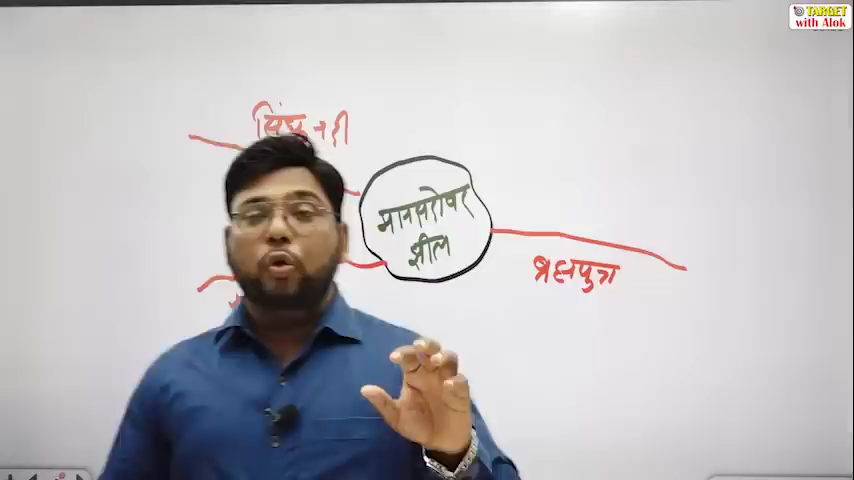 TARGET
with Alok
सिंधु नदी
मानसरोवर
झील
ब्रह्मपुत्र